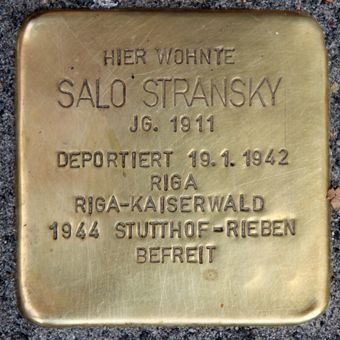 HIER WOHNTE
SALO STRANSKY
JG. 1911
DEPORTIERT 19.1.1942
RIGA
RIGA-KAISERWALD
1944 STUTTHOF-RIEBEN
BEFREIT